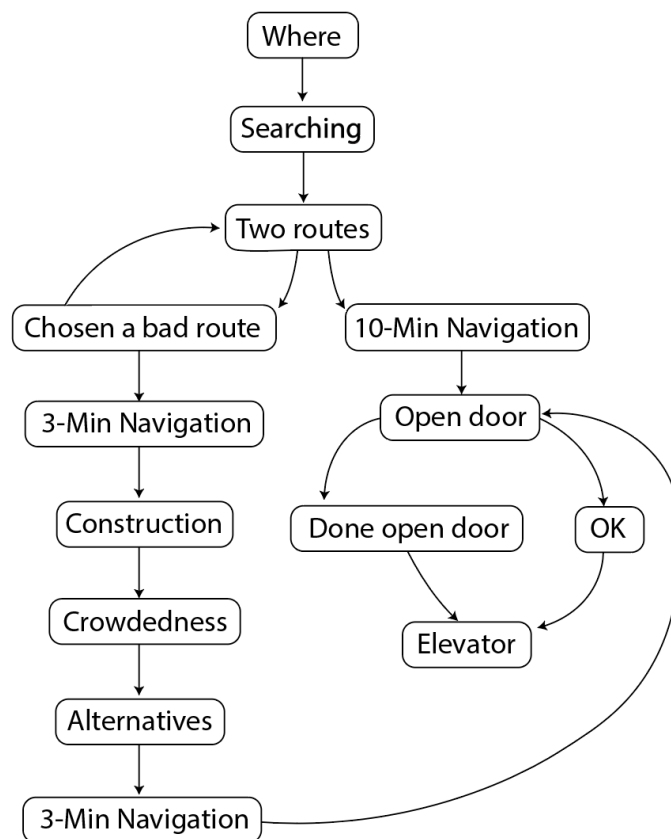 Where
Searching
Two routes
Chosen a bad route
10-Min Navigation
3-Min Navigation
Open door
Construction
Done open door
OK
Crowdedness
Elevator
Alternatives
3-Min Navigation